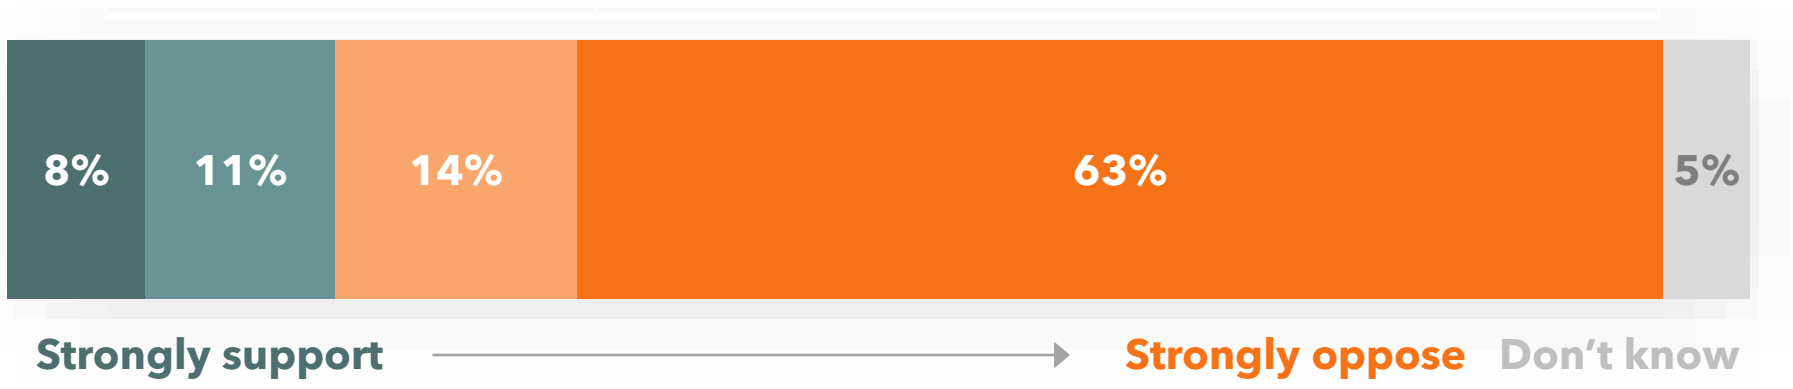 8% 11% 14% 63% 5%
Strongly support Strongly oppose Don’t know